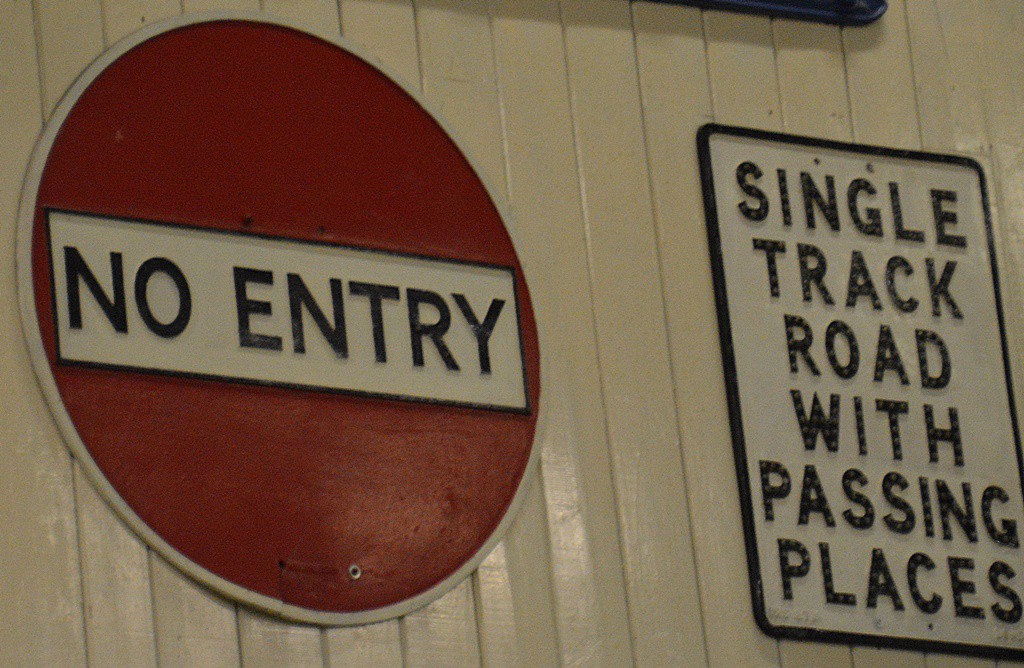 NO ENTRY
SINGLE
TRACK
ROAD
WITH
PASSING
PLACES